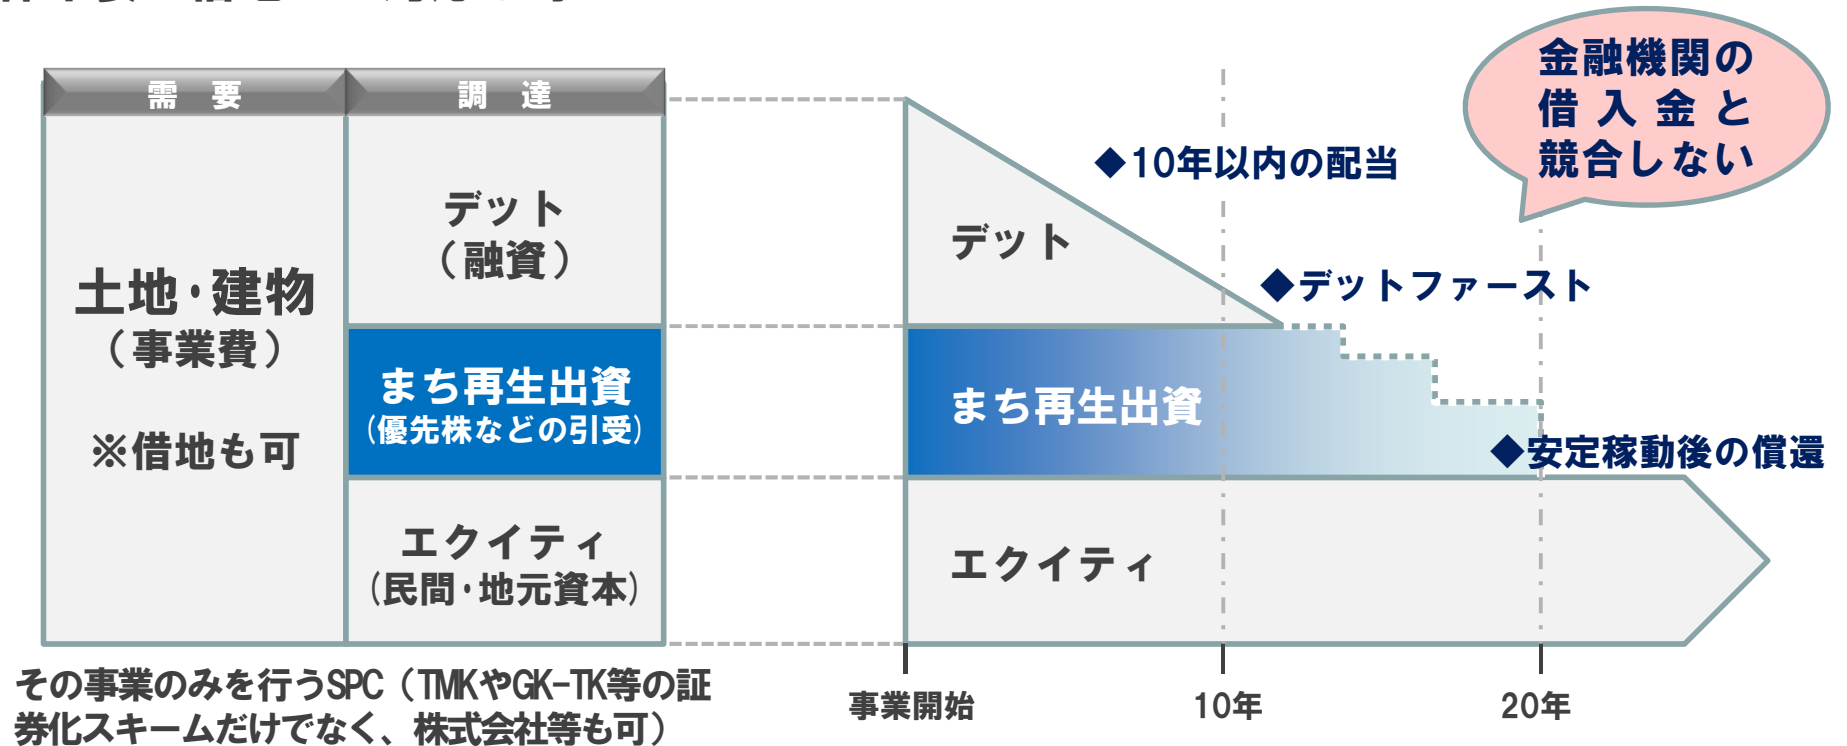 需 要
調 達
土地・建物
（事業費）
※借地も可
デット
（融資）
まち再生出資
（優先株などの引受）
エクイティ
（民間・地元資本）
その事業のみを行うSPC（TMKやGK-TK等の証
券化スキームだけでなく、株式会社等も可）
金融機関の
借入金と
競合しない
◆10年以内の配当
デット
◆デットファースト
まち再生出資
◆安定稼動後の償還
エクイティ
事業開始
10年
20年